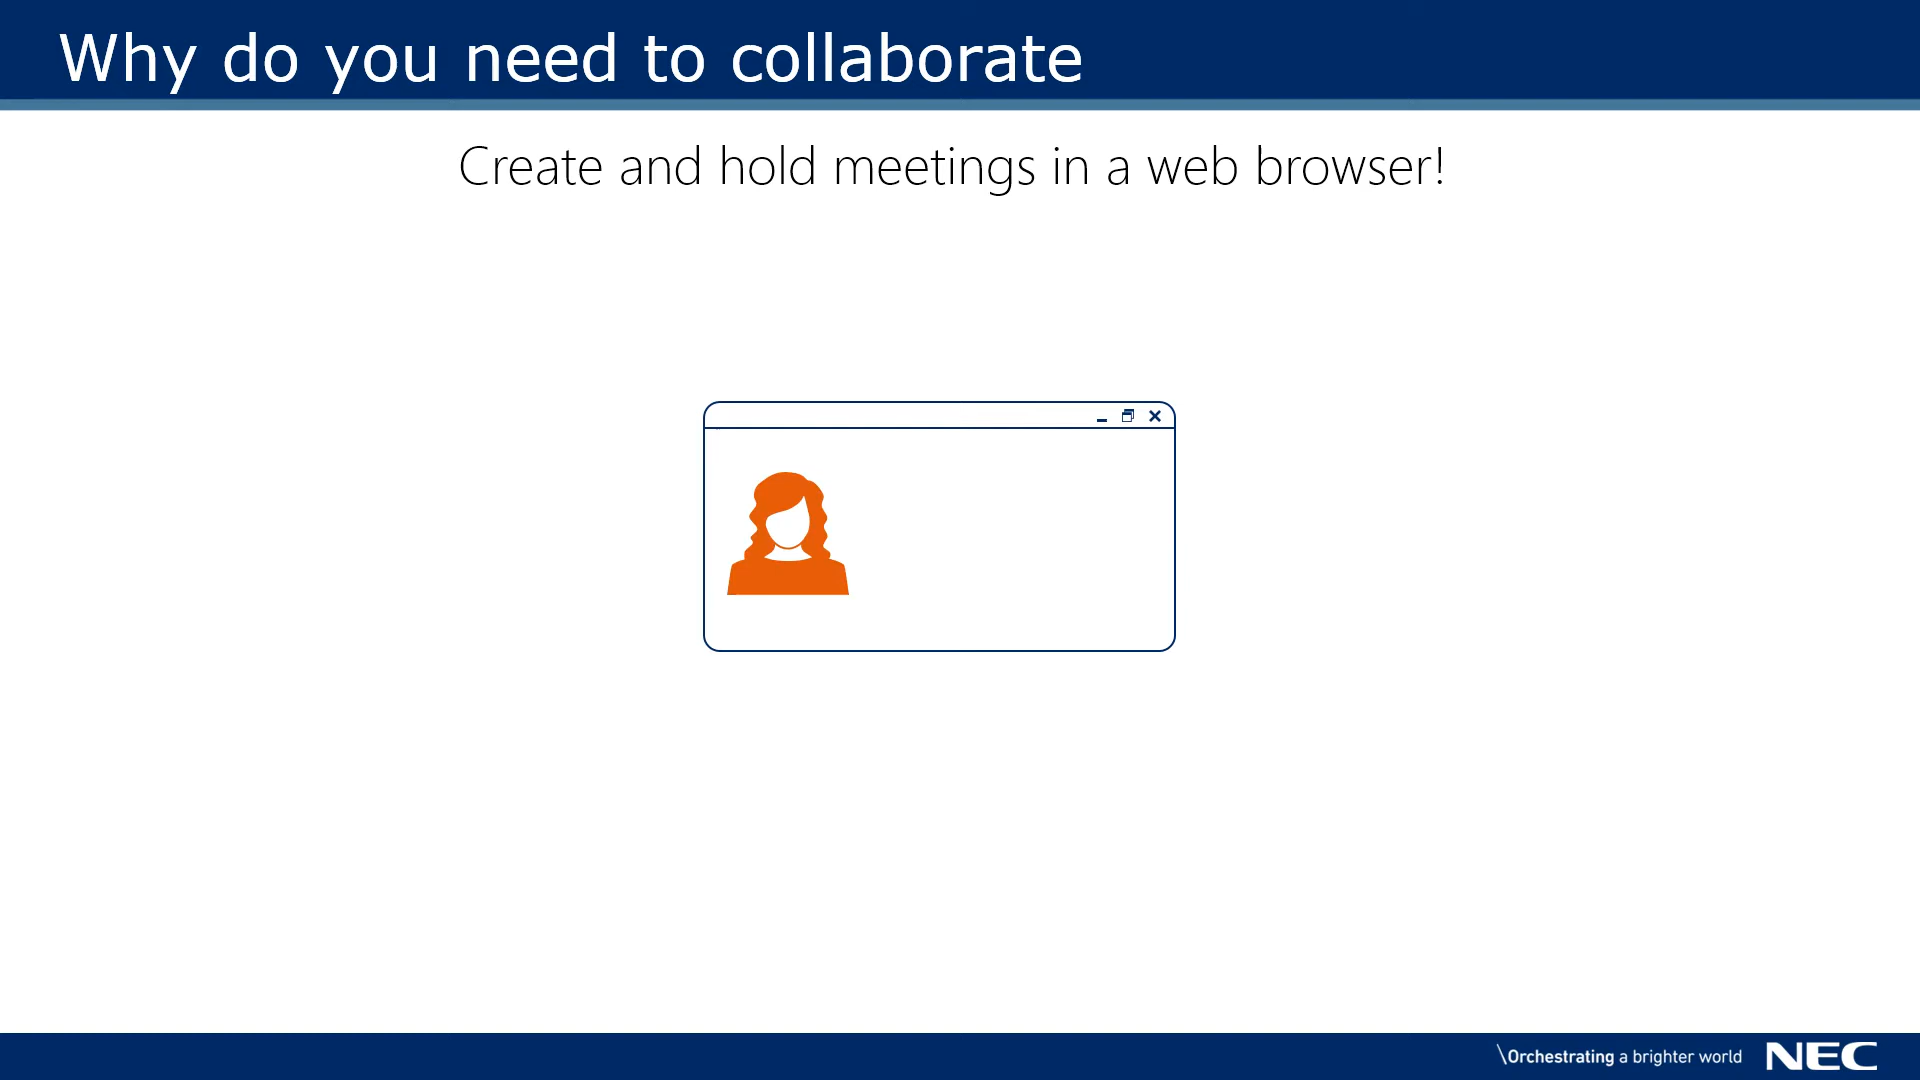 Why do you need to collaborate
Create and hold meetings in a web browser!
\Orchestrating a brighter world NEC